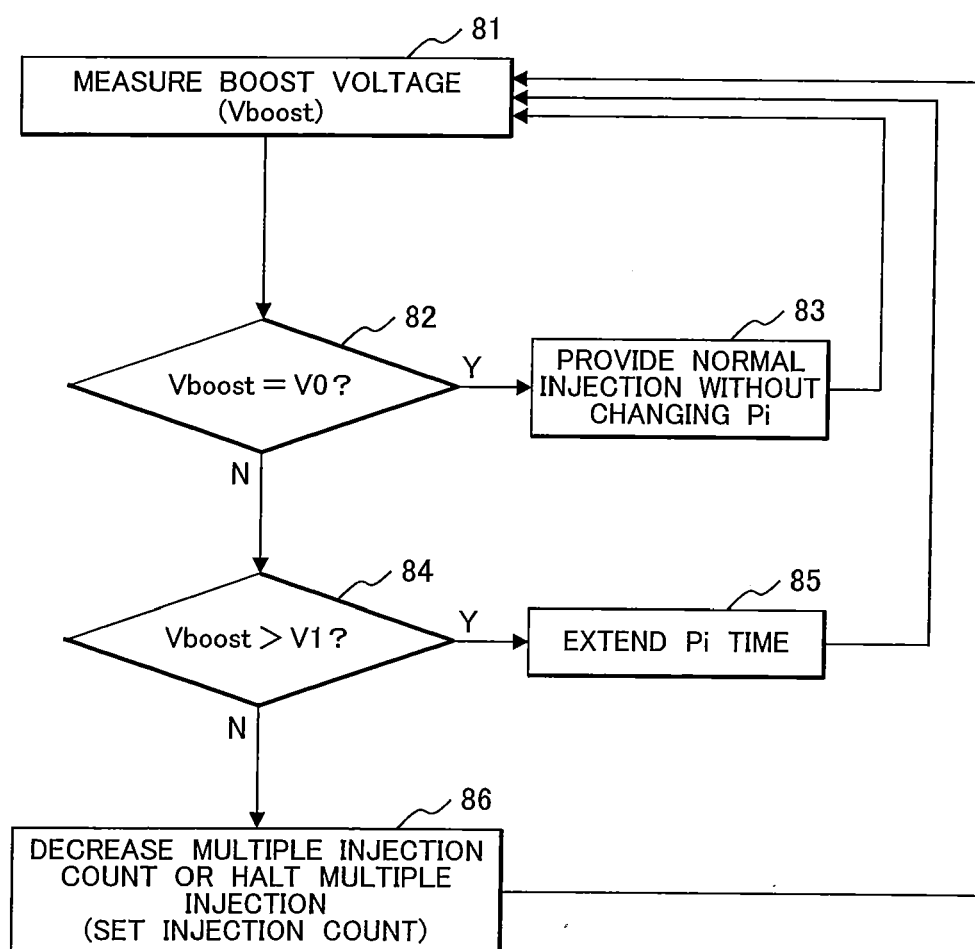 81
MEASURE BOOST VOLTAGE
(Vboost)
82
Vboost = V0?
Y
N
83
PROVIDE NORMAL
INJECTION WITHOUT
CHANGING Pi
84
Vboost > V1?
Y
N
85
EXTEND Pi TIME
86
DECREASE MULTIPLE INJECTION
COUNT OR HALT MULTIPLE
INJECTION
(SET INJECTION COUNT)